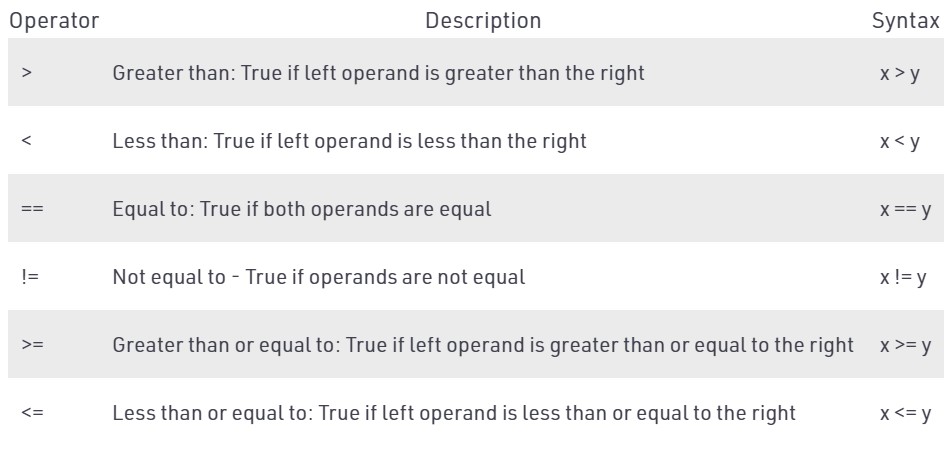 Operator Description Syntax
> Greater than: True if left operand is greater than the right x > y
< Less than: True if left operand is less than the right x < y
== Equal to: True if both operands are equal x == y
!= Not equal to - True if operands are not equal x != y
>= Greater than or equal to: True if left operand is greater than or equal to the right x >= y
<= Less than or equal to: True if left operand is less than or equal to the right x <= y